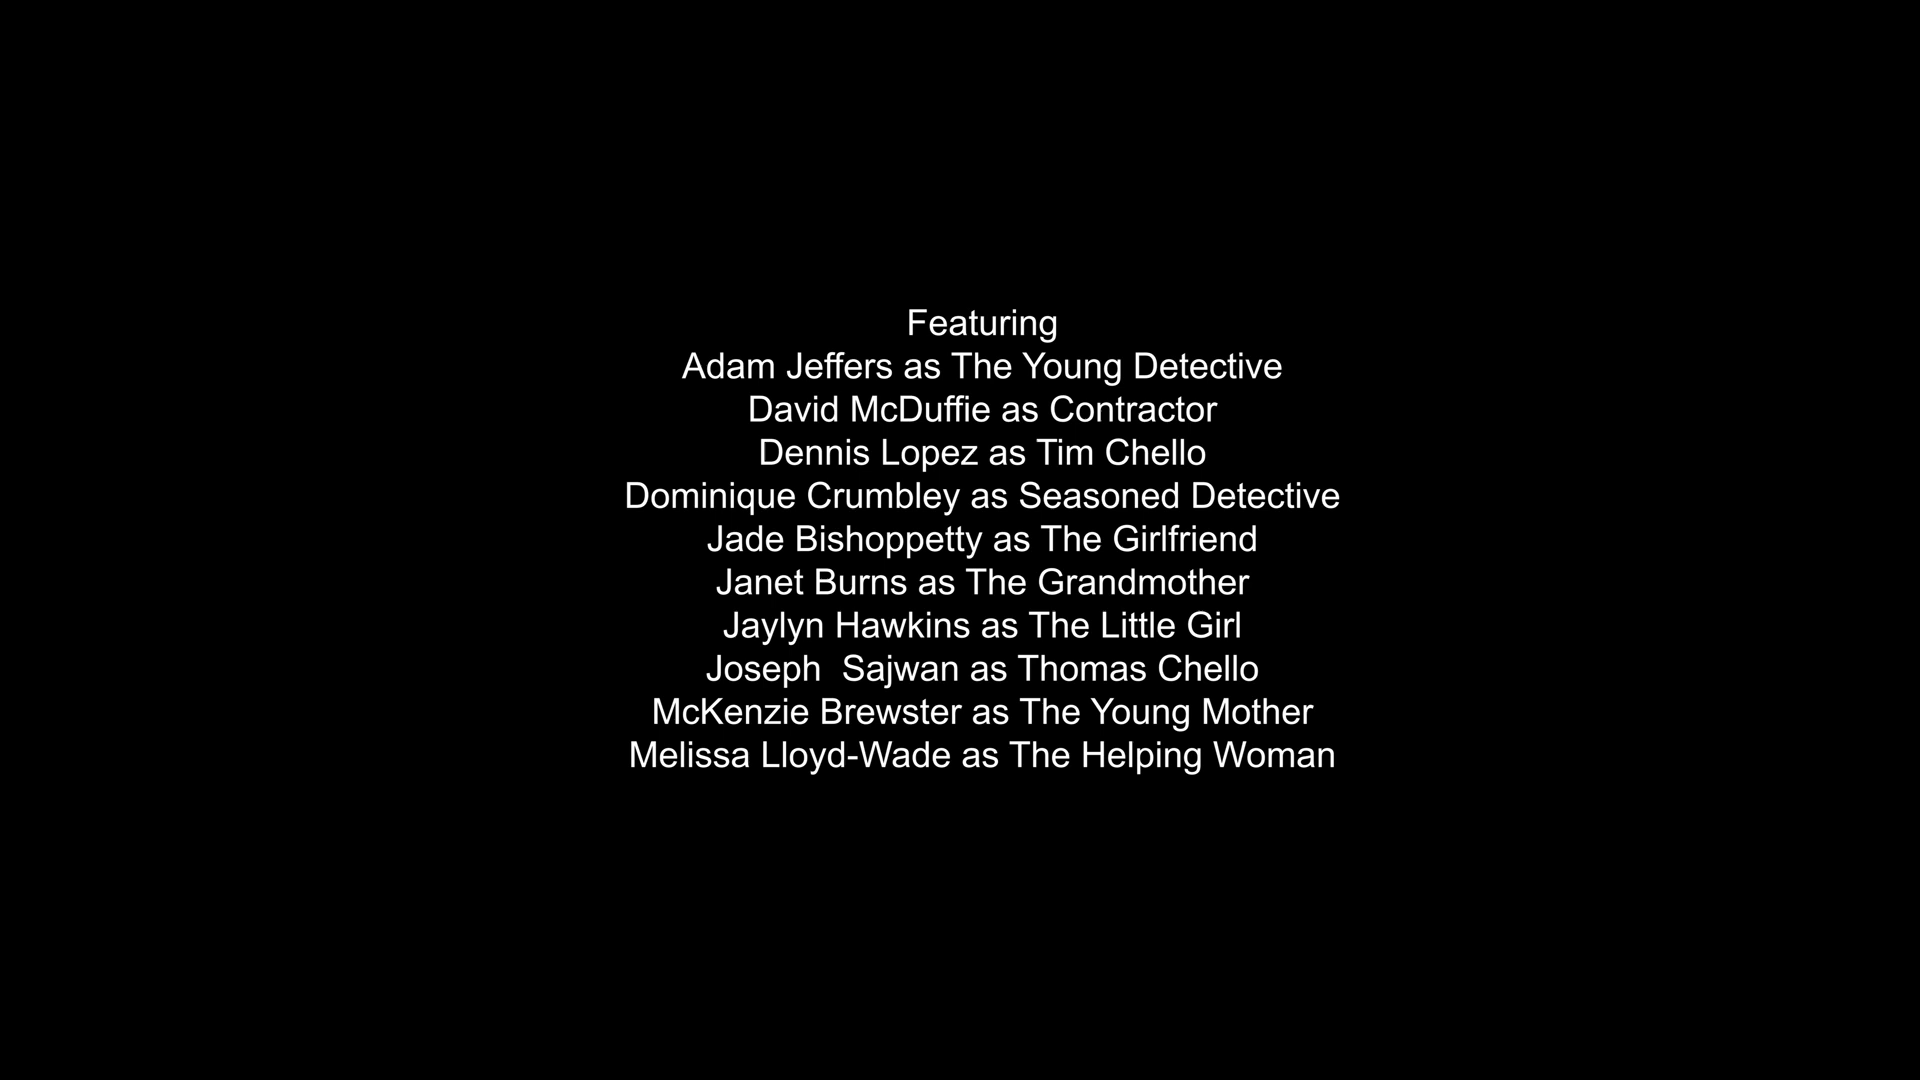 Featuring
Adam Jeffers as The Young Detective
David McDuffie as Contractor
Dennis Lopez as Tim Chello
Dominique Crumbley as Seasoned Detective
Jade Bishoppetty as The Girlfriend
Janet Burns as The Grandmother
Jaylyn Hawkins as The Little Girl
Joseph  Sajwan as Thomas Chello
McKenzie Brewster as The Young Mother
Melissa Lloyd-Wade as The Helping Woman